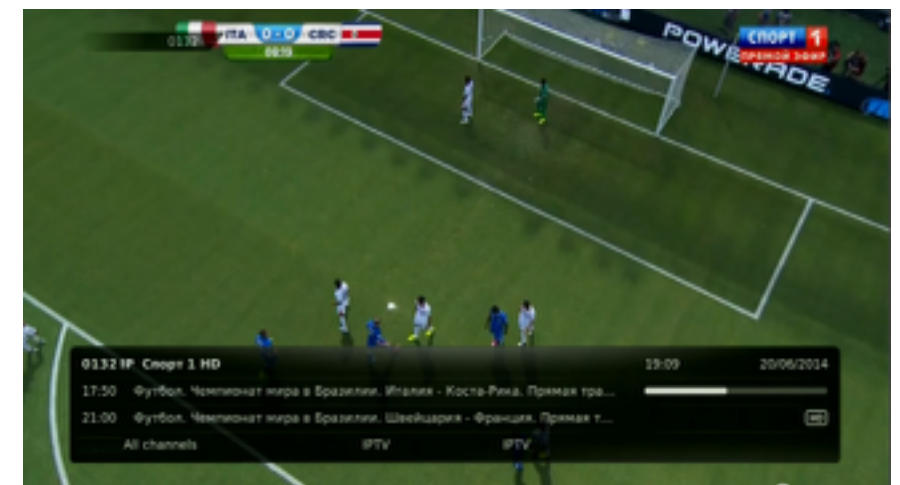 ITA 0-0 CRC
СПОРТ 1
ПРЯМОЙ ЭФИР
POWERADE
0132 IP Спорт 1 HD 19:09 20/06/2014
17:50 Футбол. Чемпионат мира в Бразилии. Италия - Коста-Рика. Прямая тра...
21:00 Футбол. Чемпионат мира в Бразилии. Швейцария - Франция. Прямая т...
HD
All channels IPTV IPTV